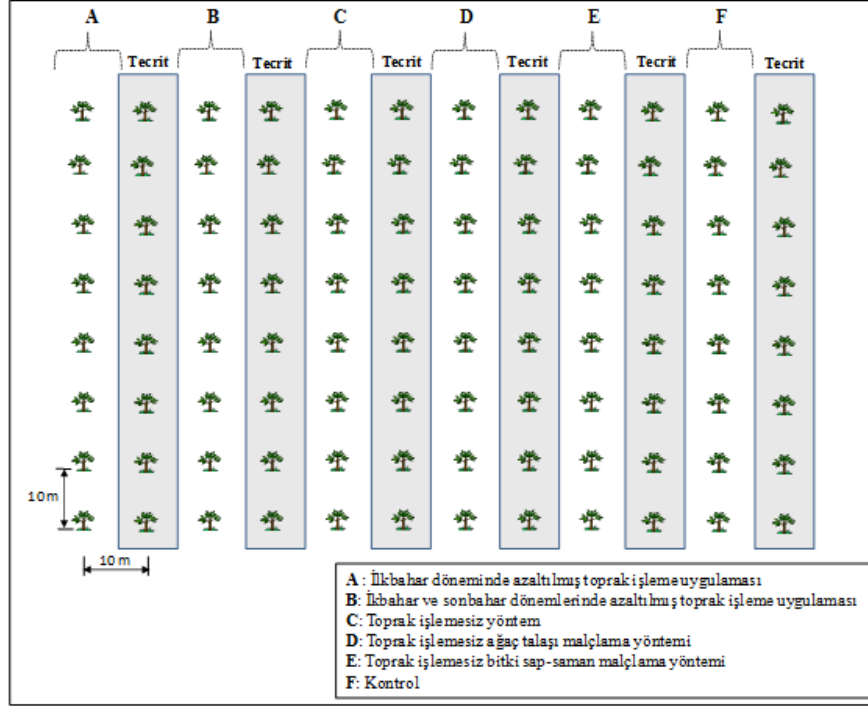 A B C D E F
Tecrit Tecrit Tecrit Tecrit Tecrit Tecrit
10 m
10 m
A: İlkbahar döneminde azaltılmış toprak işleme uygulaması
B: İkbahar ve sonbahar dönemlerinde azaltılmış toprak işleme uygulaması
C: Toprak işlemesiz yöntem
D: Toprak işlemesiz ağaç talaşı malçlama yöntemi
E: Toprak işlemesiz bitki sap-saman malçlama yöntemi
F: Kontrol